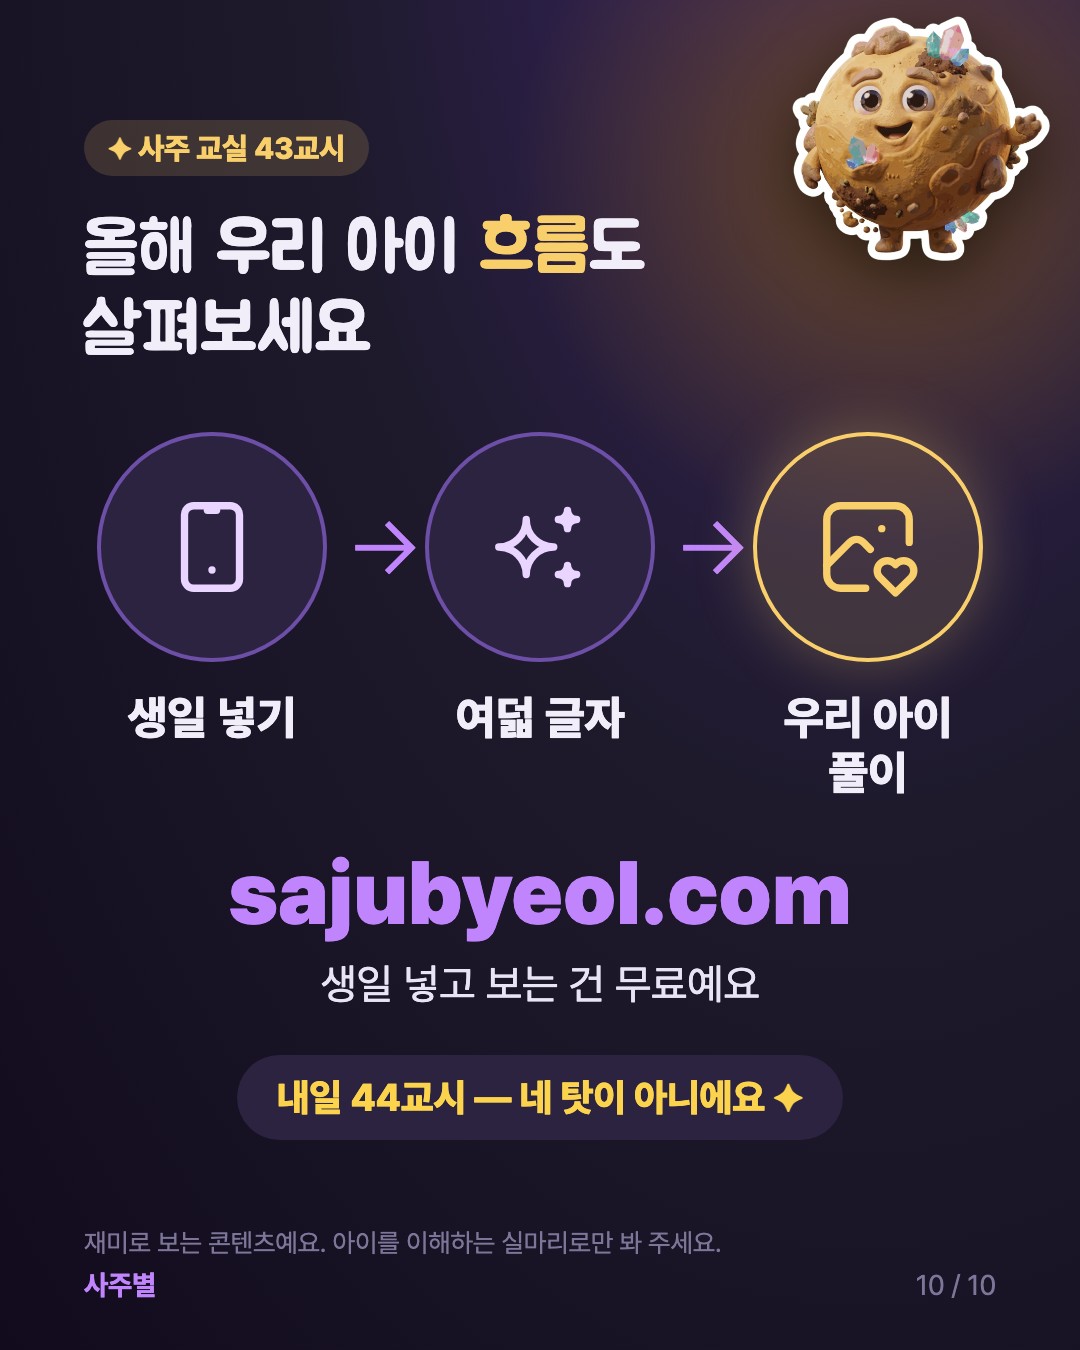 ✦ 사주 교실 43교시
올해 우리 아이 흐름도
살펴보세요
생일 넣기
여덟 글자
우리 아이
풀이
sajubyeol.com
생일 넣고 보는 건 무료예요
내일 44교시 — 네 탓이 아니에요 ✦
재미로 보는 콘텐츠예요. 아이를 이해하는 실마리로만 봐 주세요.
사주별
10 / 10